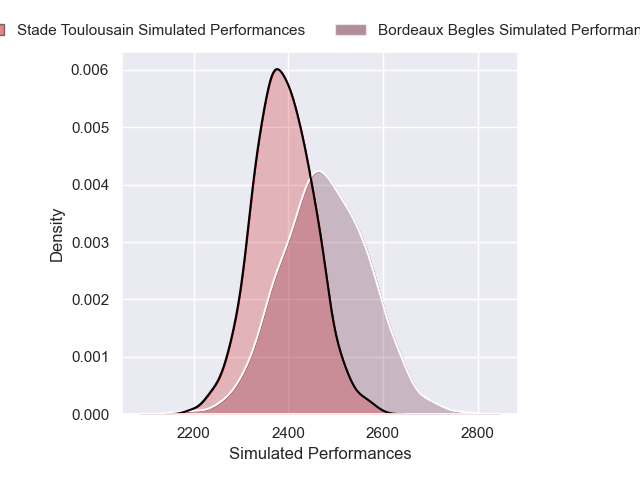 Stade Toulousain Simulated Performances Bordeaux Begles Simulated
0.006
0.005
0.004
0.003
0.002
0.001
0.000
Density
2200 2400 2600 2800
Simulated Performances